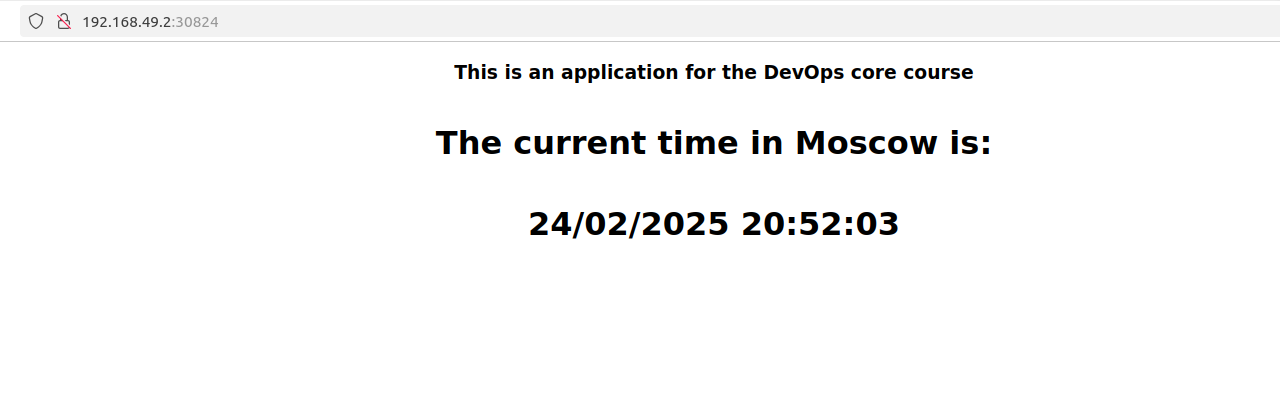 192.168.49.2:30824
This is an application for the DevOps core course
The current time in Moscow is:
24/02/2025 20:52:03